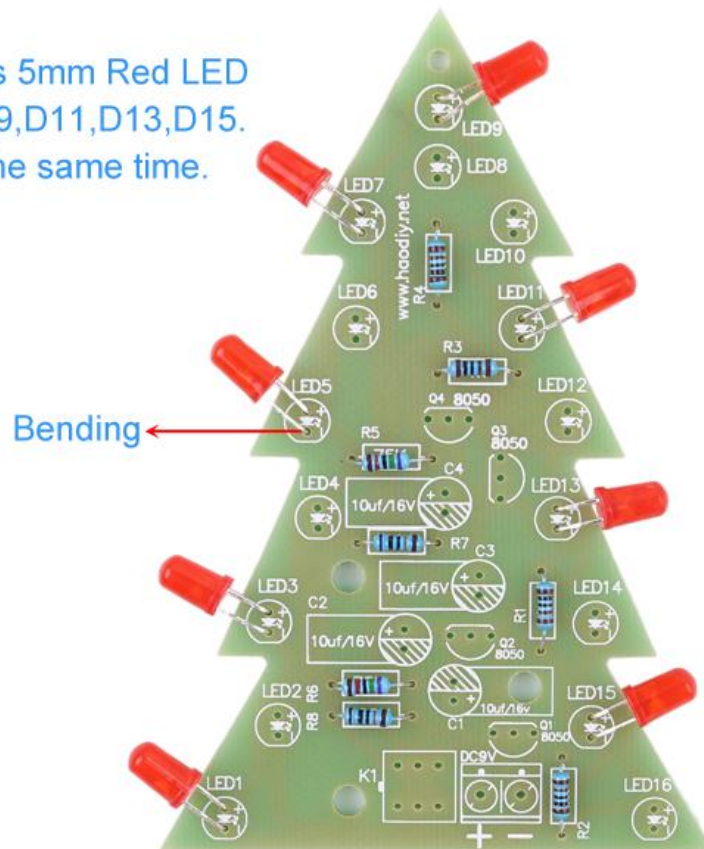 s 5mm Red LED
9,D11,D13,D15.
ne same time.
LED9
LED8
LED7
LED10
www.haodiy.net
R4
LED6
LED11
R3
LED5
Q4 8050
LED12
Bending
Q3
8050
R5
75K
C4
LED4
10uf/16V
LED13
R7
C3
LED3
10uf/16V
R1
LED14
C2
10uf/16V
Q2
8050
R6
LED2
10uf/16v
LED15
R8
C1
Q1
8050
DC9V
K1
LED1
LED16
R2
+ −